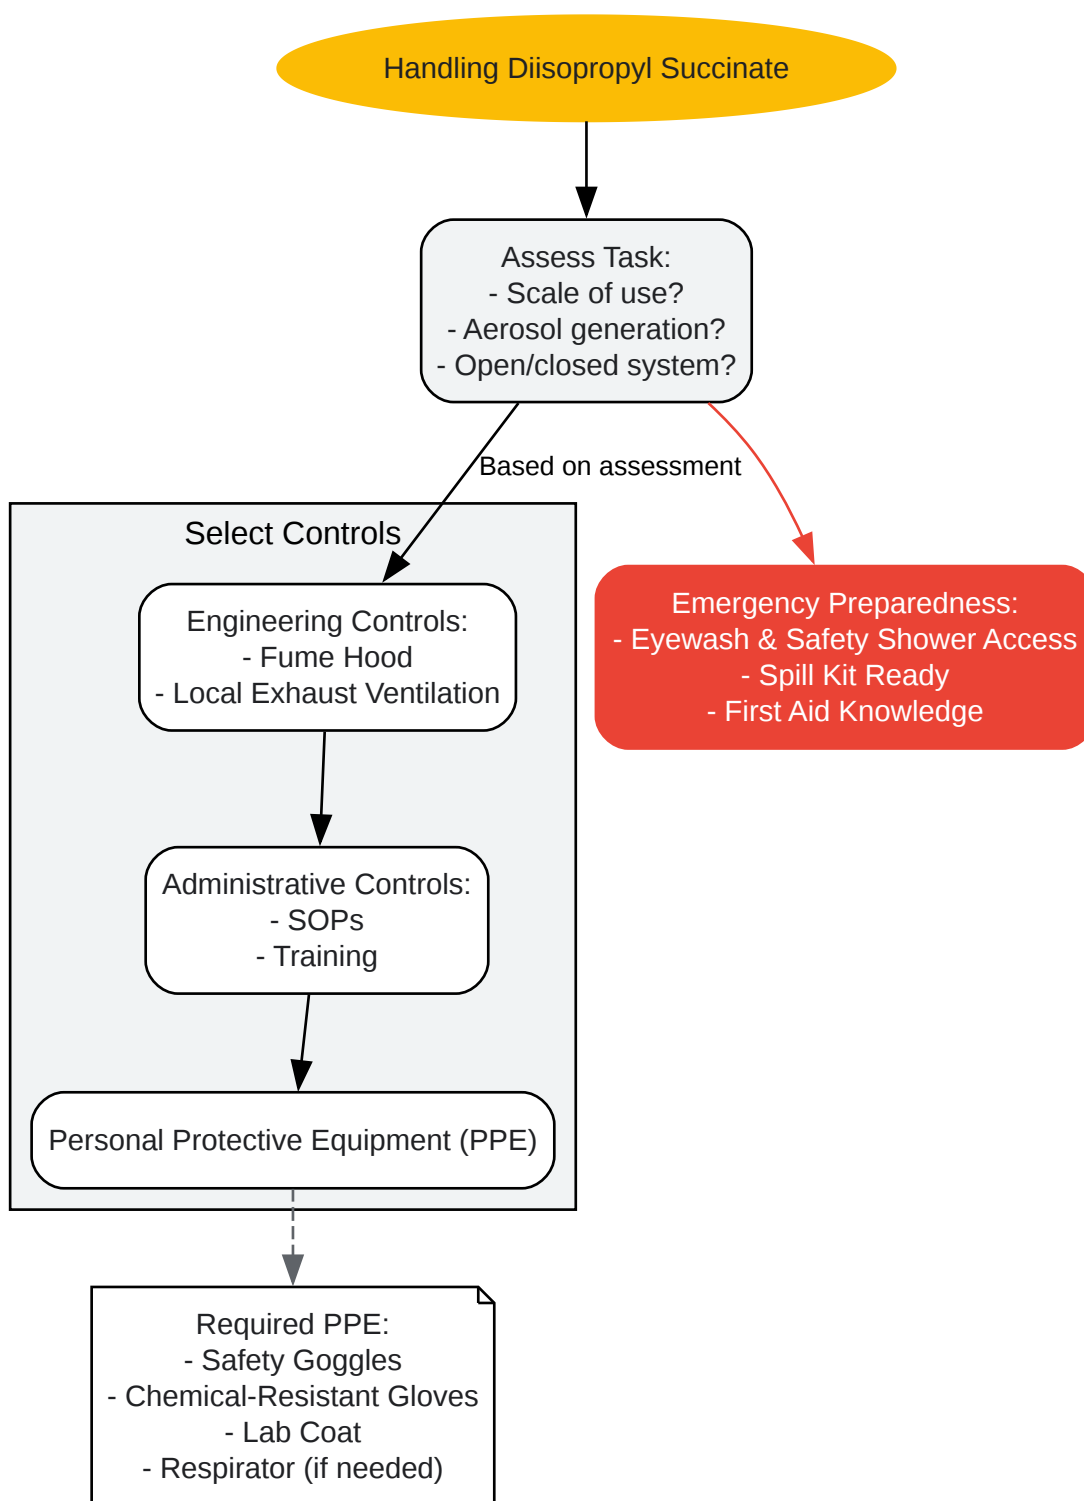 Handling Diisopropyl Succinate
Assess Task:
- Scale of use?
- Aerosol generation?
- Open/closed system?
Based on assessment
Select Controls
Engineering Controls:
- Fume Hood
- Local Exhaust Ventilation
Emergency Preparedness:
- Eyewash & Safety Shower Access
- Spill Kit Ready
- First Aid Knowledge
Administrative Controls:
- SOPs
- Training
Personal Protective Equipment (PPE)
Required PPE:
- Safety Goggles
- Chemical-Resistant Gloves
- Lab Coat
- Respirator (if needed)